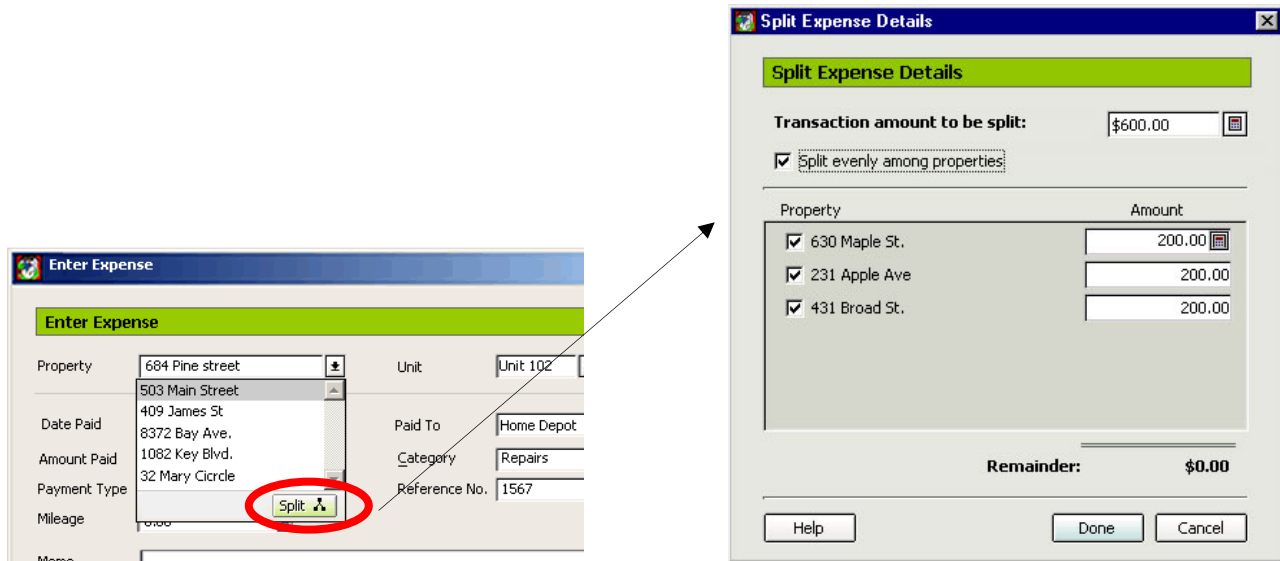 Enter Expense
Enter Expense
Property 684 Pine street Unit Unit 102
503 Main Street
409 James St
8372 Bay Ave.
1082 Key Blvd.
32 Mary Cicrcle
Split
Date Paid Paid To Home Depot
Amount Paid Category Repairs
Payment Type Reference No. 1567
Mileage 0.00
Memo
Split Expense Details
Split Expense Details
Transaction amount to be split: $600.00
Split evenly among properties
Property Amount
630 Maple St. 200.00
231 Apple Ave 200.00
431 Broad St. 200.00
Remainder: $0.00
Help Done Cancel